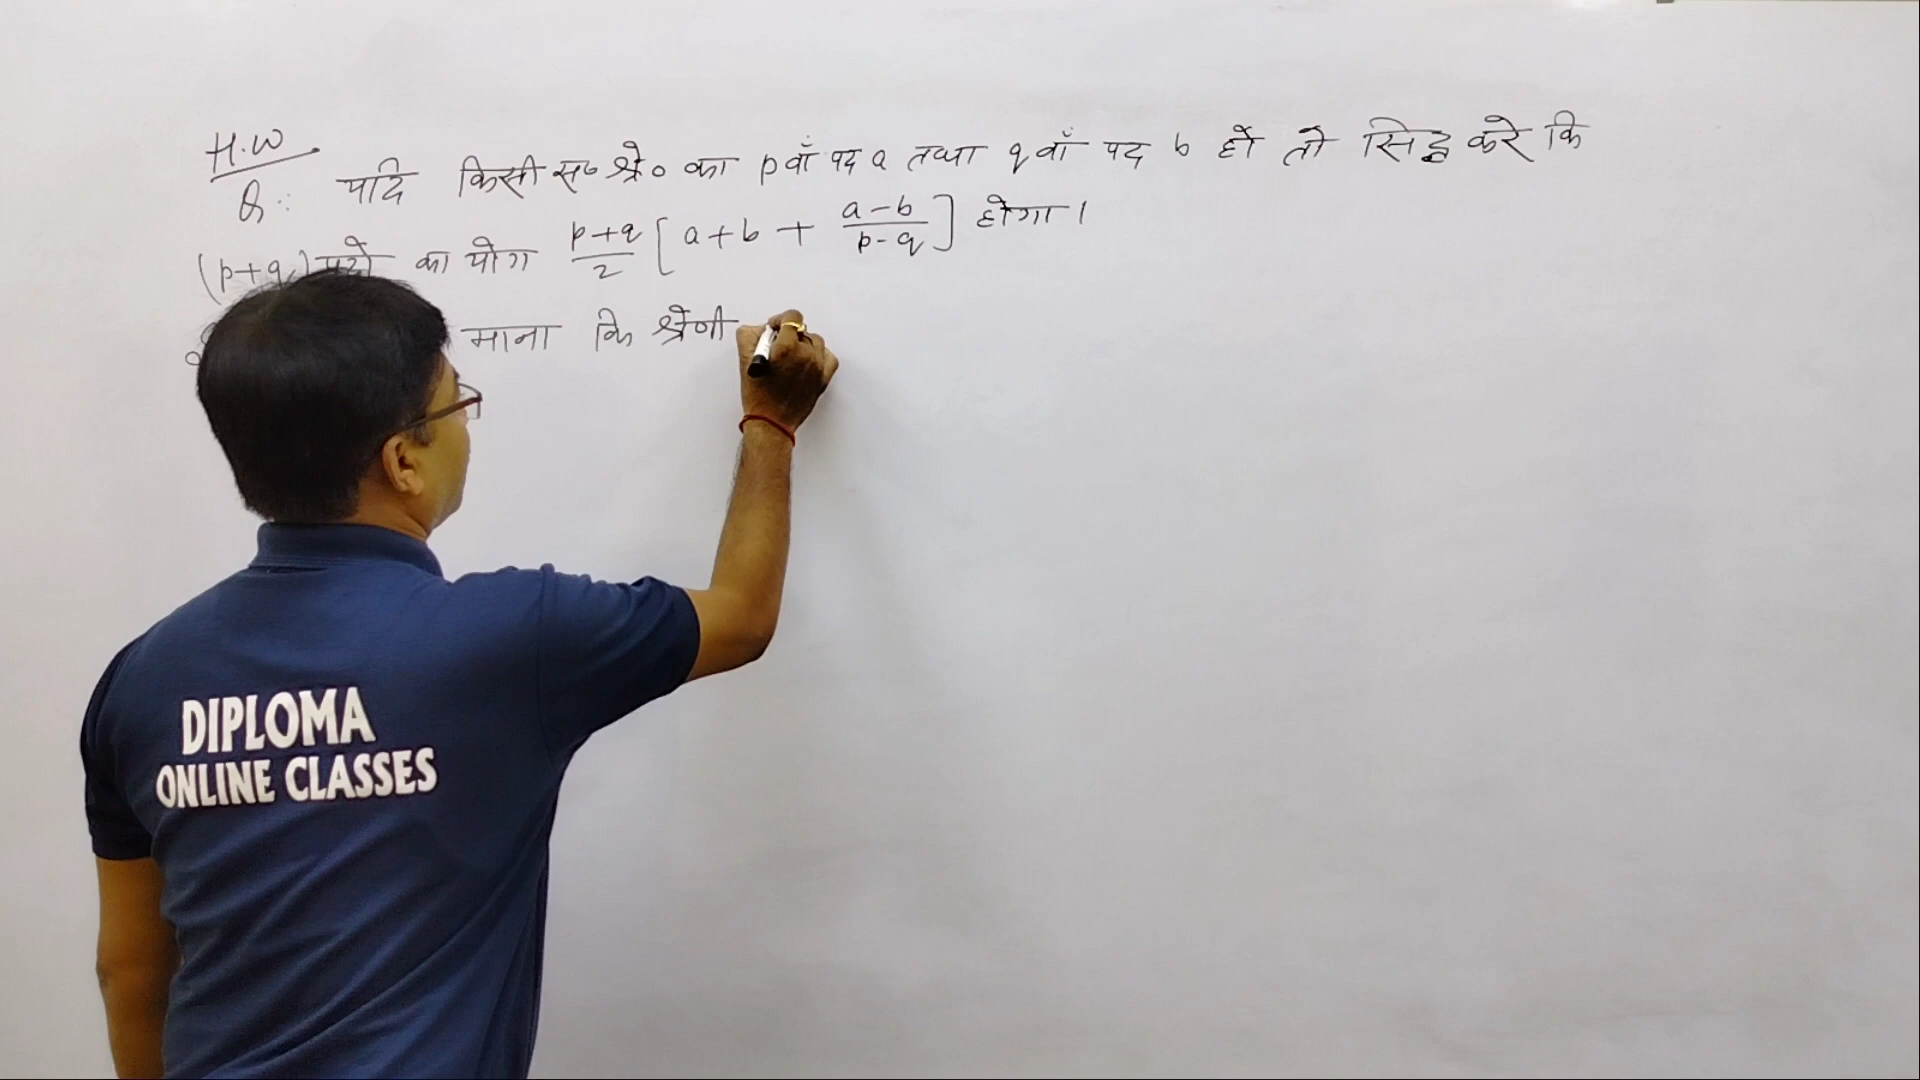 H.W
Q:: यदि किसी स० श्रे० का p वाँ पद a तथा q वाँ पद b हो तो सिद्ध करे कि
(p+q) पदो का योग p+q/2 [a+b + a-b/p-q] होगा।
माना कि श्रेणी
DIPLOMA
ONLINE CLASSES